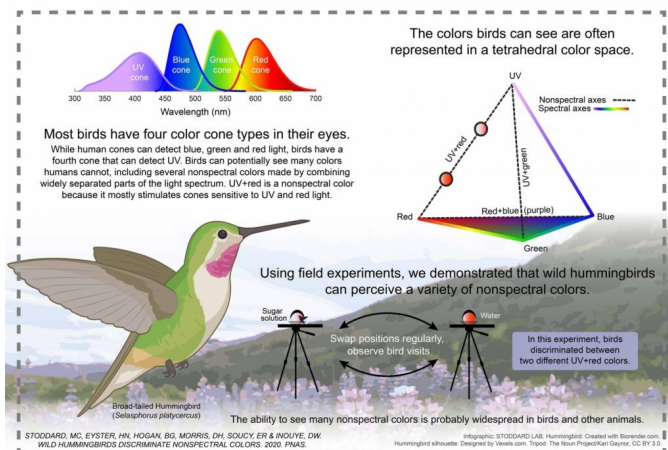 UV cone
Blue cone
Green cone
Red cone
300 350 400 450 500 550 600 650 700
Wavelength (nm)
Most birds have four color cone types in their eyes.
While human cones can detect blue, green and red light, birds have a
fourth cone that can detect UV. Birds can potentially see many colors
humans cannot, including several nonspectral colors made by combining
widely separated parts of the light spectrum. UV+red is a nonspectral color
because it mostly stimulates cones sensitive to UV and red light.
The colors birds can see are often
represented in a tetrahedral color space.
UV
Nonspectral axes
Spectral axes
UV+red
UV+green
Red
Red+blue (purple)
Blue
Green
Using field experiments, we demonstrated that wild hummingbirds
can perceive a variety of nonspectral colors.
Sugar
solution
Water
Swap positions regularly,
observe bird visits
In this experiment, birds
discriminated between
two different UV+red colors.
Broad-tailed Hummingbird
(Selasphorus platycercus)
The ability to see many nonspectral colors is probably widespread in birds and other animals.
STODDARD, MC, EYSTER, HN, HOGAN, BG, MORRIS, DH, SOUCY, ER & INOUYE, DW.
WILD HUMMINGBIRDS DISCRIMINATE NONSPECTRAL COLORS. 2020. PNAS.
Infographic: STODDARD LAB. Hummingbird: Created with Biorender.com.
Hummingbird silhouette: Designed by Vexels.com. Tripod: The Noun Project/Kari Gaynor, CC BY 3.0.